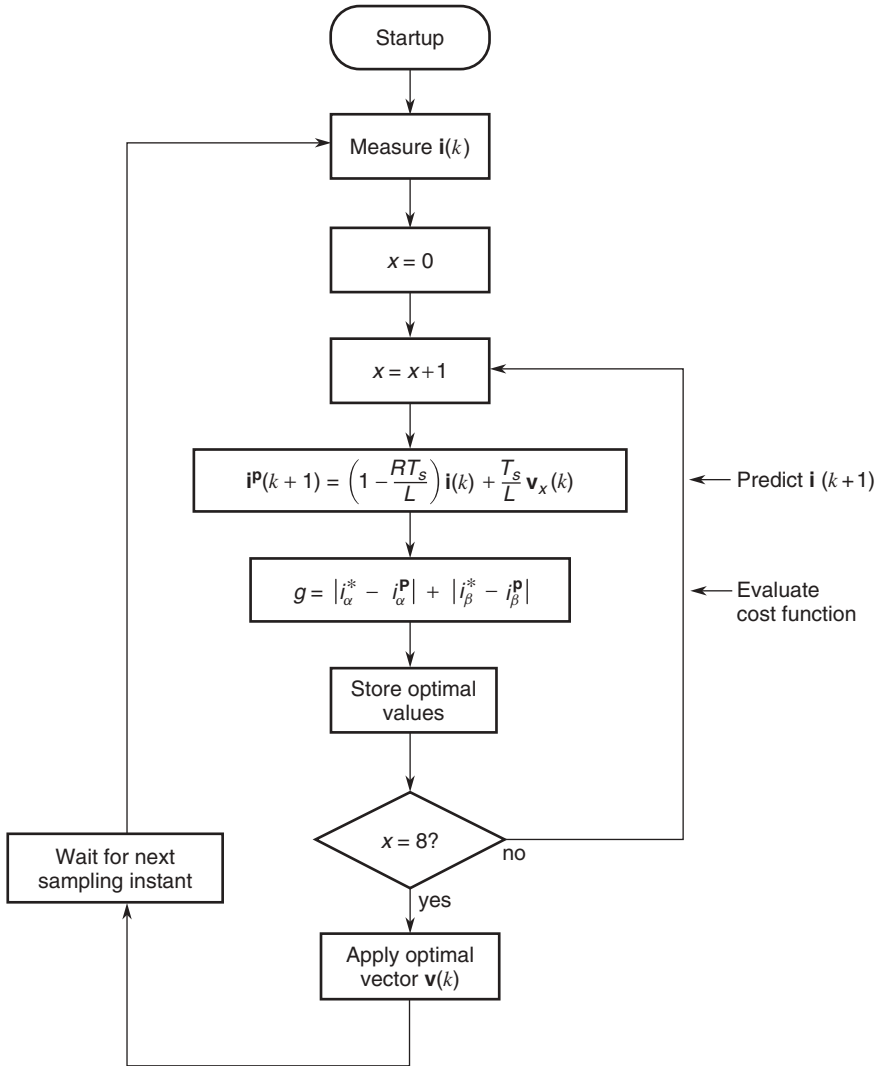 Startup
Measure i(k)
x = 0
x = x+1
i^p(k + 1) = (1 - RT_s/L) i(k) + T_s/L v_x(k)
Predict i (k+1)
g = |i*_α - i^P_α| + |i*_β - i^p_β|
Evaluate
cost function
Store optimal
values
x = 8?
no
yes
Wait for next
sampling instant
Apply optimal
vector v(k)